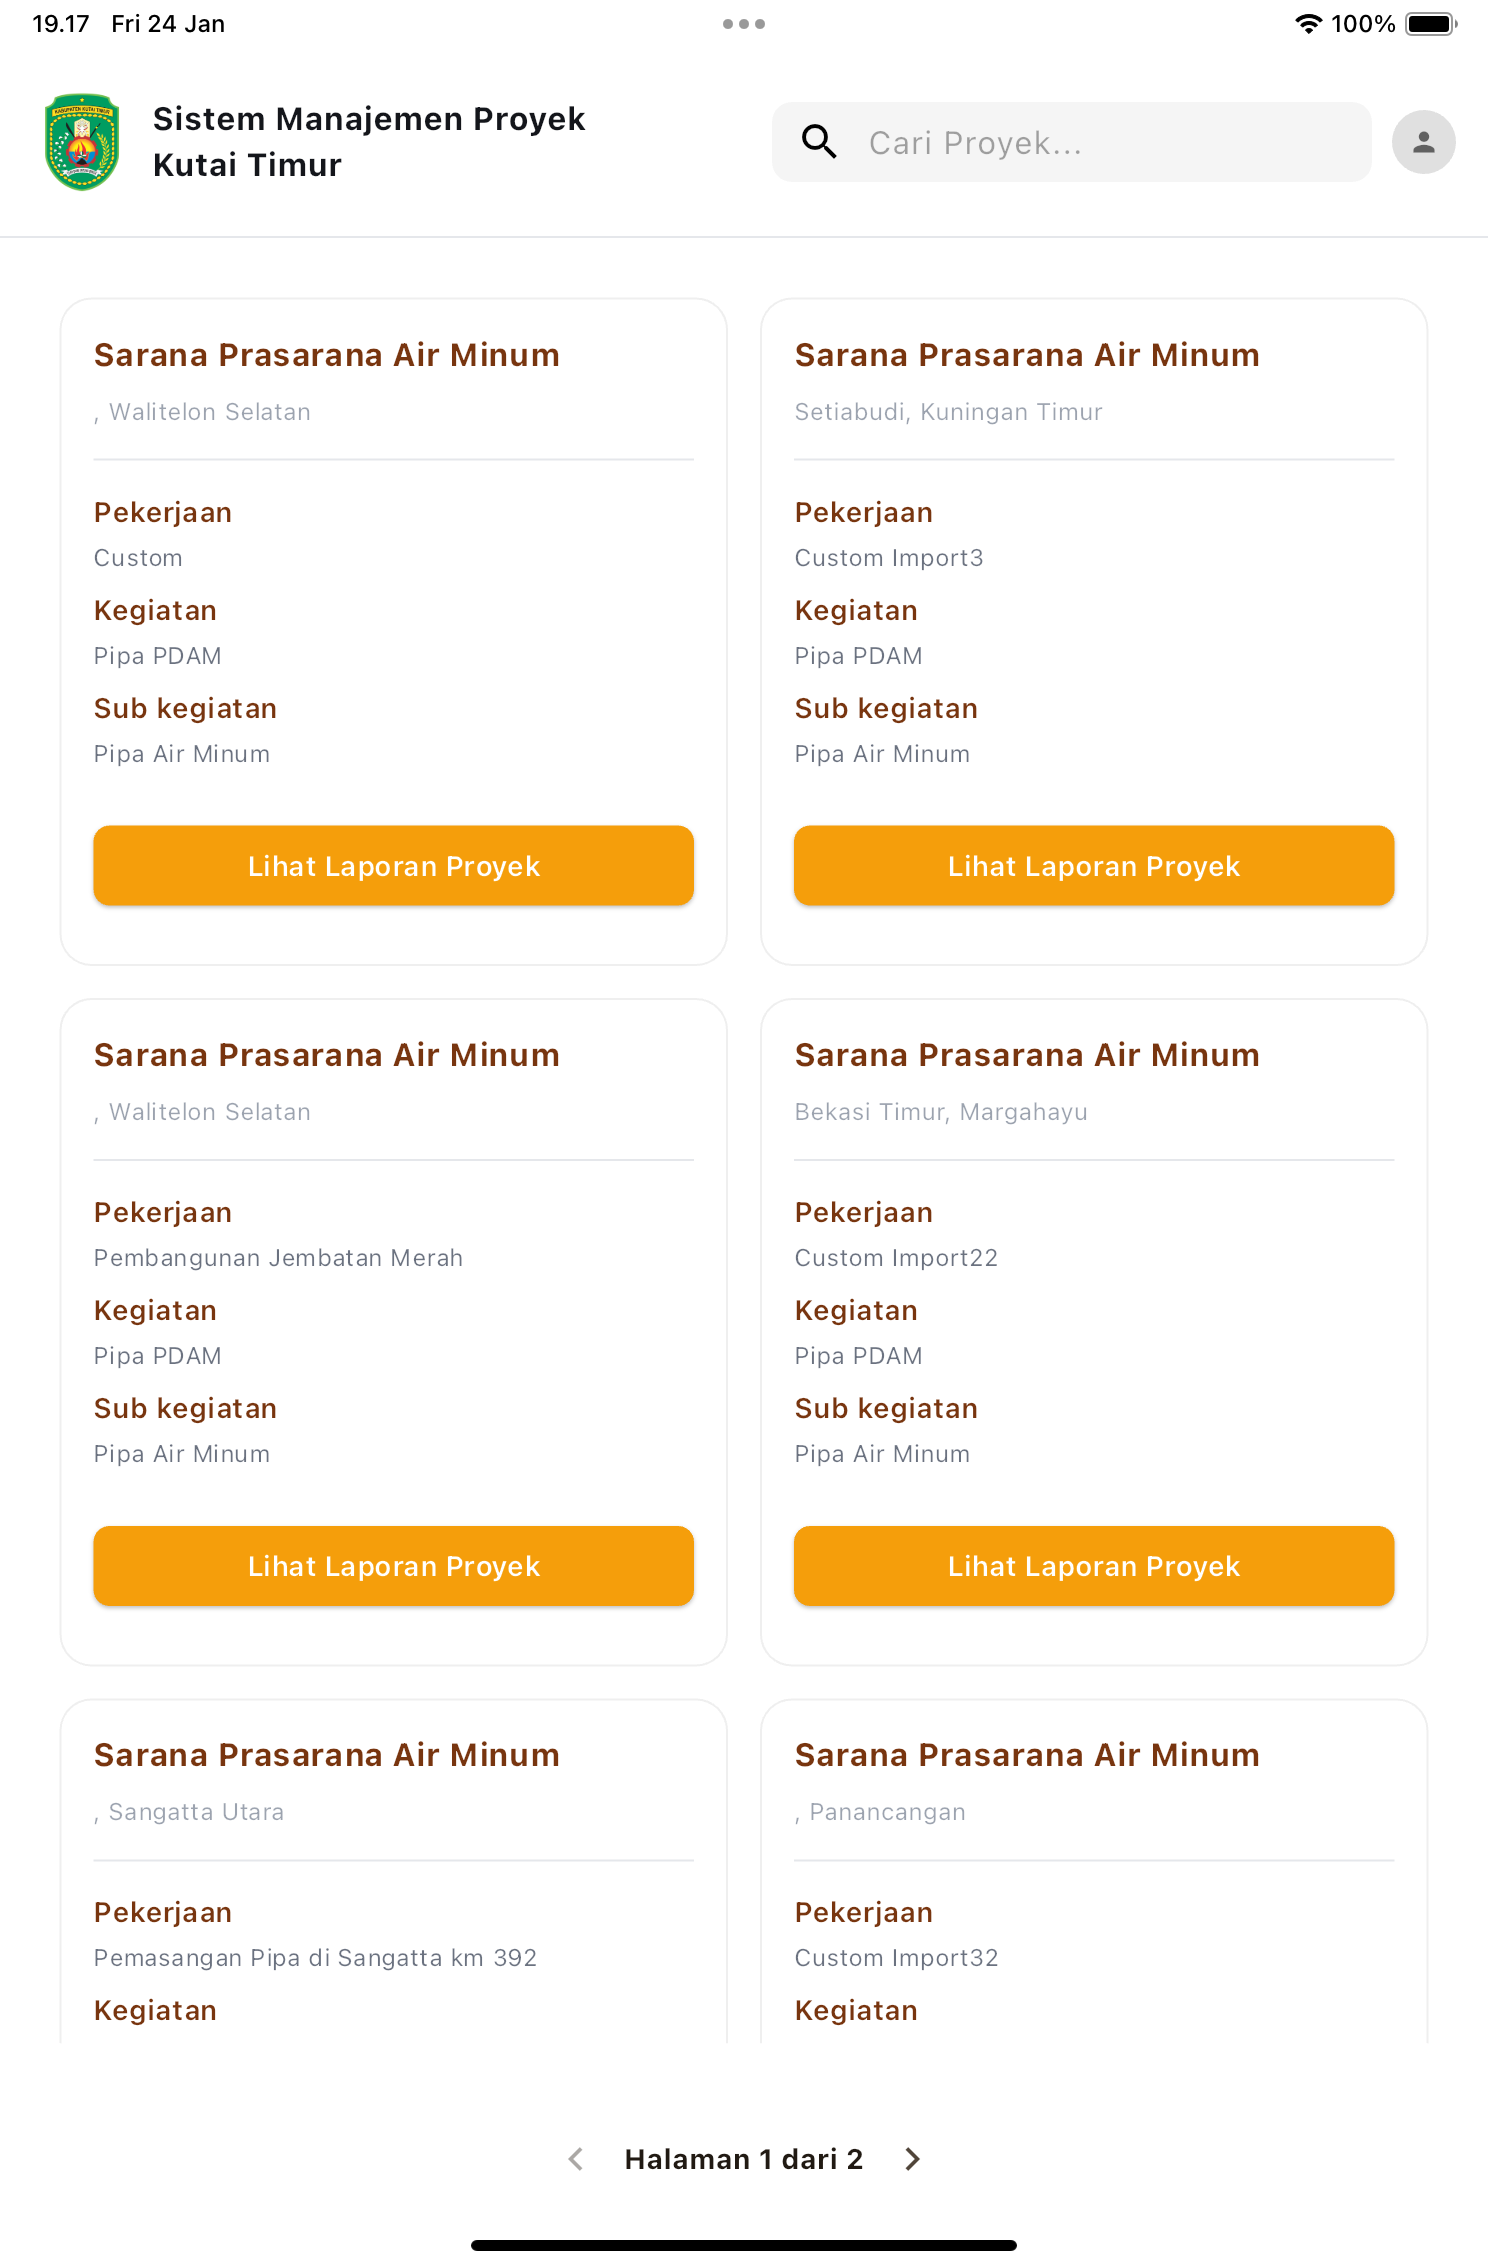 19.17 Fri 24 Jan
100%
KABUPATEN KUTAI TIMUR
Sistem Manajemen Proyek
Kutai Timur
Cari Proyek...
Sarana Prasarana Air Minum
, Walitelon Selatan
Pekerjaan
Custom
Kegiatan
Pipa PDAM
Sub kegiatan
Pipa Air Minum
Lihat Laporan Proyek
Sarana Prasarana Air Minum
Setiabudi, Kuningan Timur
Pekerjaan
Custom Import3
Kegiatan
Pipa PDAM
Sub kegiatan
Pipa Air Minum
Lihat Laporan Proyek
Sarana Prasarana Air Minum
, Walitelon Selatan
Pekerjaan
Pembangunan Jembatan Merah
Kegiatan
Pipa PDAM
Sub kegiatan
Pipa Air Minum
Lihat Laporan Proyek
Sarana Prasarana Air Minum
Bekasi Timur, Margahayu
Pekerjaan
Custom Import22
Kegiatan
Pipa PDAM
Sub kegiatan
Pipa Air Minum
Lihat Laporan Proyek
Sarana Prasarana Air Minum
, Sangatta Utara
Pekerjaan
Pemasangan Pipa di Sangatta km 392
Kegiatan
Sarana Prasarana Air Minum
, Panancangan
Pekerjaan
Custom Import32
Kegiatan
Halaman 1 dari 2